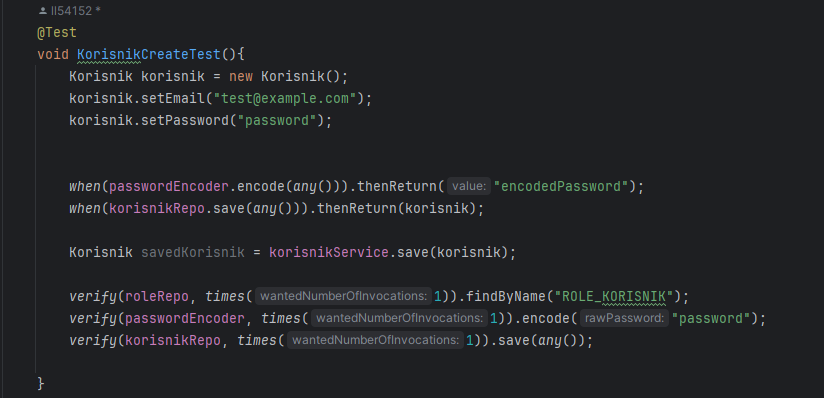 ll54152 *
@Test
void KorisnikCreateTest(){
Korisnik korisnik = new Korisnik();
korisnik.setEmail("test@example.com");
korisnik.setPassword("password");
when(passwordEncoder.encode(any())).thenReturn( value: "encodedPassword");
when(korisnikRepo.save(any())).thenReturn(korisnik);
Korisnik savedKorisnik = korisnikService.save(korisnik);
verify(roleRepo, times( wantedNumberOfInvocations: 1)).findByName("ROLE_KORISNIK");
verify(passwordEncoder, times( wantedNumberOfInvocations: 1)).encode( rawPassword: "password");
verify(korisnikRepo, times( wantedNumberOfInvocations: 1)).save(any());
}